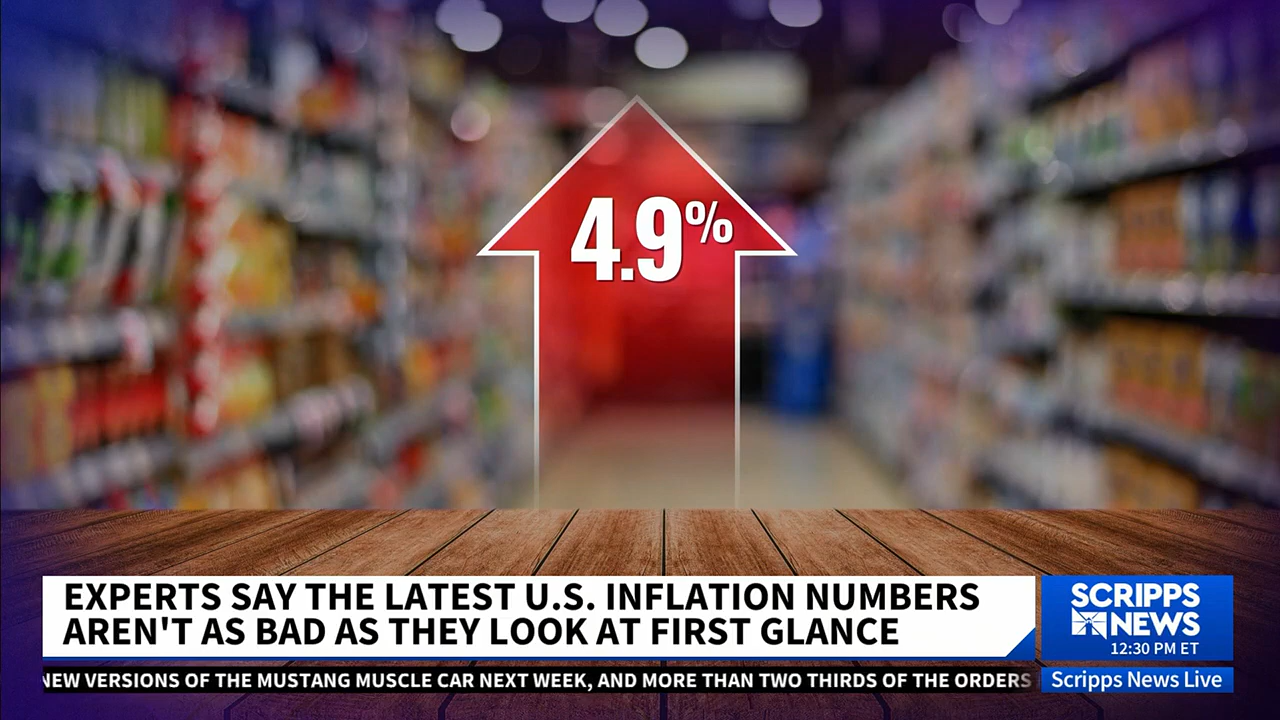 4.9%
EXPERTS SAY THE LATEST U.S. INFLATION NUMBERS
AREN'T AS BAD AS THEY LOOK AT FIRST GLANCE
SCRIPPS
NEWS
12:30 PM ET
NEW VERSIONS OF THE MUSTANG MUSCLE CAR NEXT WEEK, AND MORE THAN TWO THIRDS OF THE ORDERS
Scripps News Live